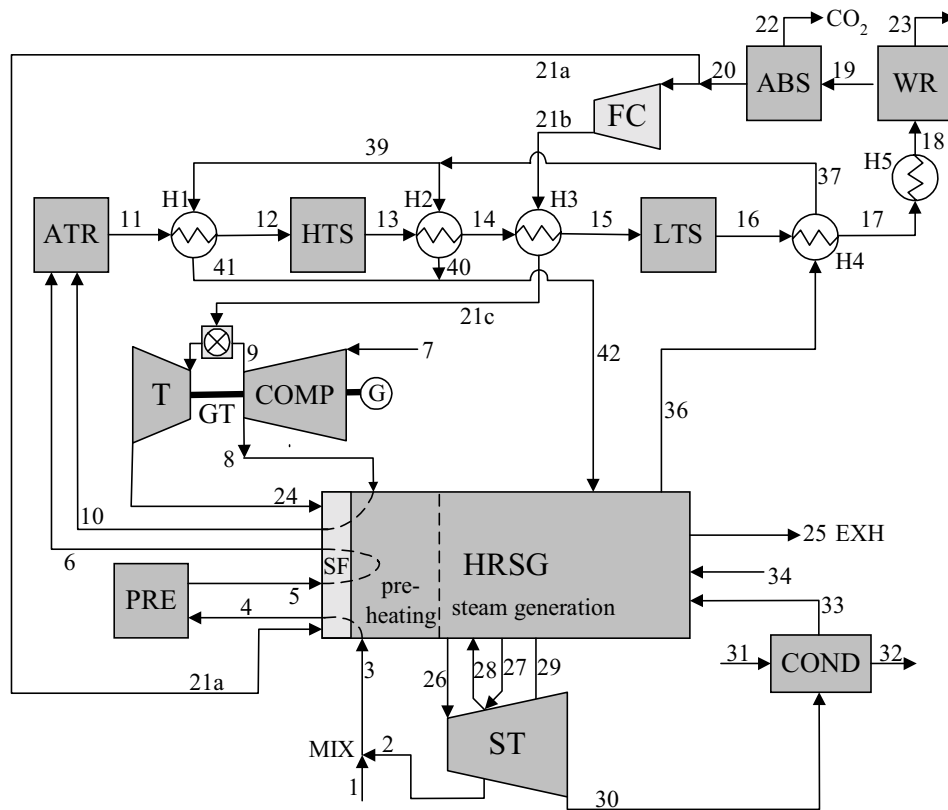 22
CO2
23
21a
20
ABS
19
WR
FC
21b
18
39
H5
H1
H2
H3
37
ATR
11
12
HTS
13
14
15
LTS
16
17
H4
41
40
21c
9
7
42
T
COMP
G
GT
36
8
24
10
25 EXH
6
SF
HRSG
34
PRE
5
pre-
heating
steam generation
4
33
3
26
28
27
29
31
COND
32
21a
MIX
2
ST
1
30